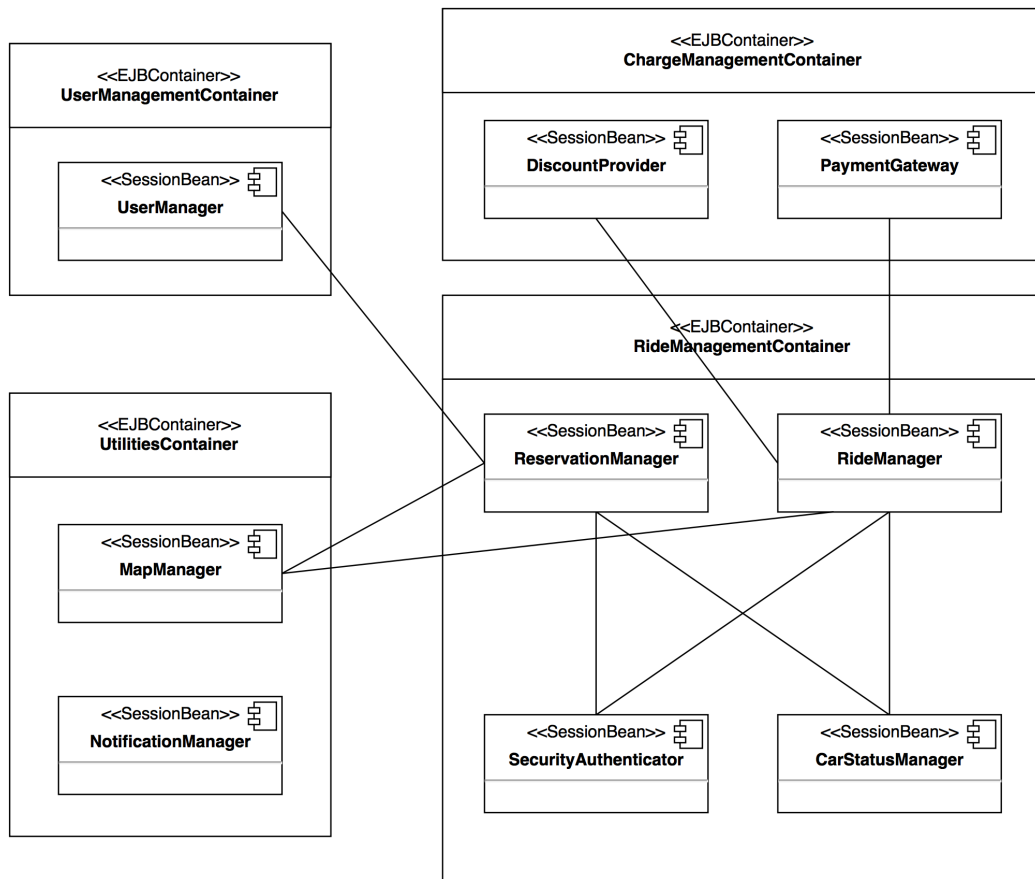 <<EJBContainer>>
UserManagementContainer
<<SessionBean>>
UserManager
<<EJBContainer>>
ChargeManagementContainer
<<SessionBean>>
DiscountProvider
<<SessionBean>>
PaymentGateway
<<EJBContainer>>
UtilitiesContainer
<<SessionBean>>
MapManager
<<SessionBean>>
NotificationManager
<<EJBContainer>>
RideManagementContainer
<<SessionBean>>
ReservationManager
<<SessionBean>>
RideManager
<<SessionBean>>
SecurityAuthenticator
<<SessionBean>>
CarStatusManager